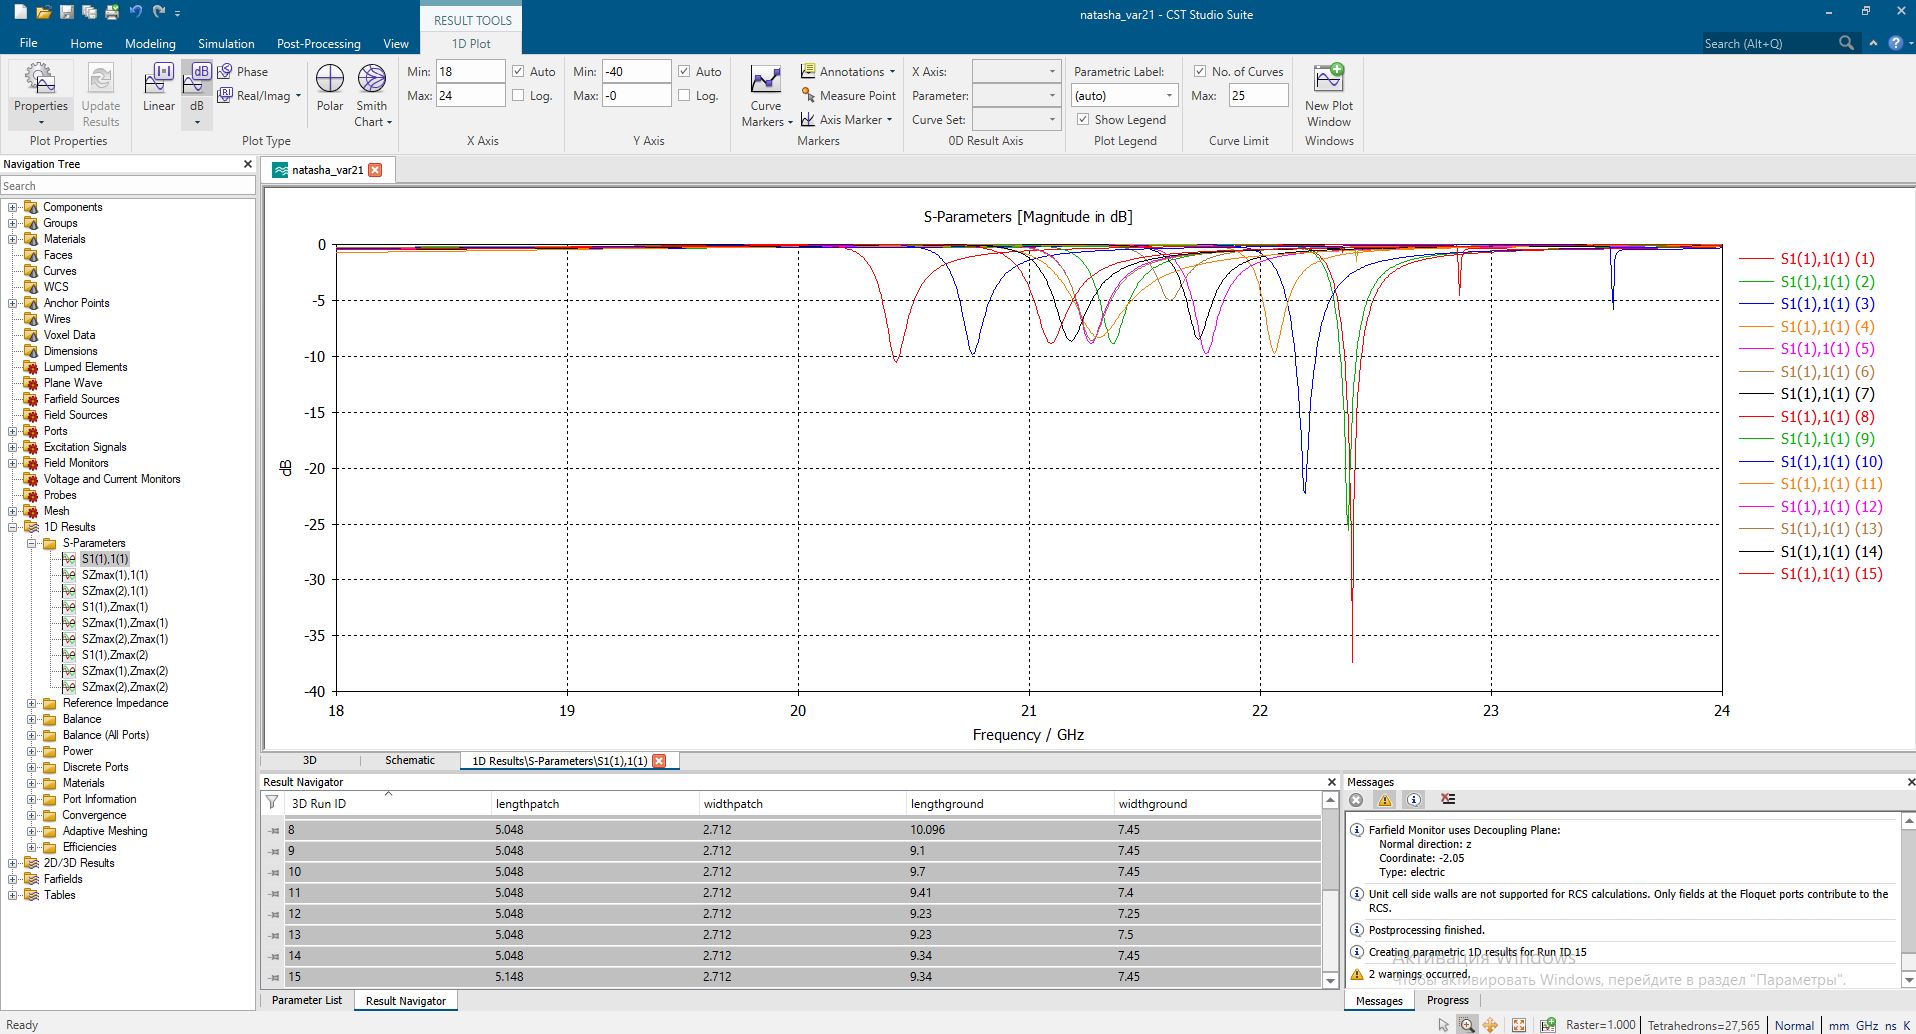 natasha_var21 - CST Studio Suite
RESULT TOOLS
File Home Modeling Simulation Post-Processing View 1D Plot
Search (Alt+Q)
Properties
Update Results
Plot Properties
Linear
dB
Phase
Real/Imag
Polar
Smith Chart
Plot Type
Min: 18 Auto
Max: 24 Log.
X Axis
Min: -40 Auto
Max: -0 Log.
Y Axis
Curve Markers
Annotations
Measure Point
Axis Marker
Markers
X Axis:
Parameter:
Curve Set:
0D Result Axis
Parametric Label:
(auto)
Show Legend
Plot Legend
No. of Curves
Max: 25
Curve Limit
New Plot Window
Windows
Navigation Tree
Search
Components
Groups
Materials
Faces
Curves
WCS
Anchor Points
Wires
Voxel Data
Dimensions
Lumped Elements
Plane Wave
Farfield Sources
Field Sources
Ports
Excitation Signals
Field Monitors
Voltage and Current Monitors
Probes
Mesh
1D Results
S-Parameters
S1(1),1(1)
SZmax(1),1(1)
SZmax(2),1(1)
S1(1),Zmax(1)
SZmax(1),Zmax(1)
SZmax(2),Zmax(1)
S1(1),Zmax(2)
SZmax(1),Zmax(2)
SZmax(2),Zmax(2)
Reference Impedance
Balance
Balance (All Ports)
Power
Discrete Ports
Materials
Port Information
Convergence
Adaptive Meshing
Efficiencies
2D/3D Results
Farfields
Tables
natasha_var21
S-Parameters [Magnitude in dB]
0
-5
-10
-15
-20
-25
-30
-35
-40
dB
18 19 20 21 22 23 24
Frequency / GHz
S1(1),1(1) (1)
S1(1),1(1) (2)
S1(1),1(1) (3)
S1(1),1(1) (4)
S1(1),1(1) (5)
S1(1),1(1) (6)
S1(1),1(1) (7)
S1(1),1(1) (8)
S1(1),1(1) (9)
S1(1),1(1) (10)
S1(1),1(1) (11)
S1(1),1(1) (12)
S1(1),1(1) (13)
S1(1),1(1) (14)
S1(1),1(1) (15)
3D Schematic 1D Results\S-Parameters\S1(1),1(1)
Result Navigator
3D Run ID lengthpatch widthpatch lengthground widthground
8 5.048 2.712 10.096 7.45
9 5.048 2.712 9.1 7.45
10 5.048 2.712 9.7 7.45
11 5.048 2.712 9.41 7.4
12 5.048 2.712 9.23 7.25
13 5.048 2.712 9.23 7.5
14 5.048 2.712 9.34 7.45
15 5.148 2.712 9.34 7.45
Parameter List Result Navigator
Messages
Farfield Monitor uses Decoupling Plane:
Normal direction: z
Coordinate: -2.05
Type: electric
Unit cell side walls are not supported for RCS calculations. Only fields at the Floquet ports contribute to the
RCS.
Postprocessing finished.
Creating parametric 1D results for Run ID 15
Активация Windows
2 warnings occurred.
Чтобы активировать Windows, перейдите в раздел "Параметры".
Messages Progress
Ready
Raster=1.000 Tetrahedrons=27,565 Normal mm GHz ns K